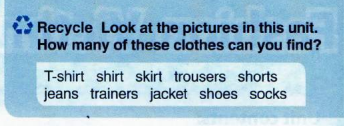 Recycle Look at the pictures in this unit.
How many of these clothes can you find?
T-shirt shirt skirt trousers shorts
jeans trainers jacket shoes socks